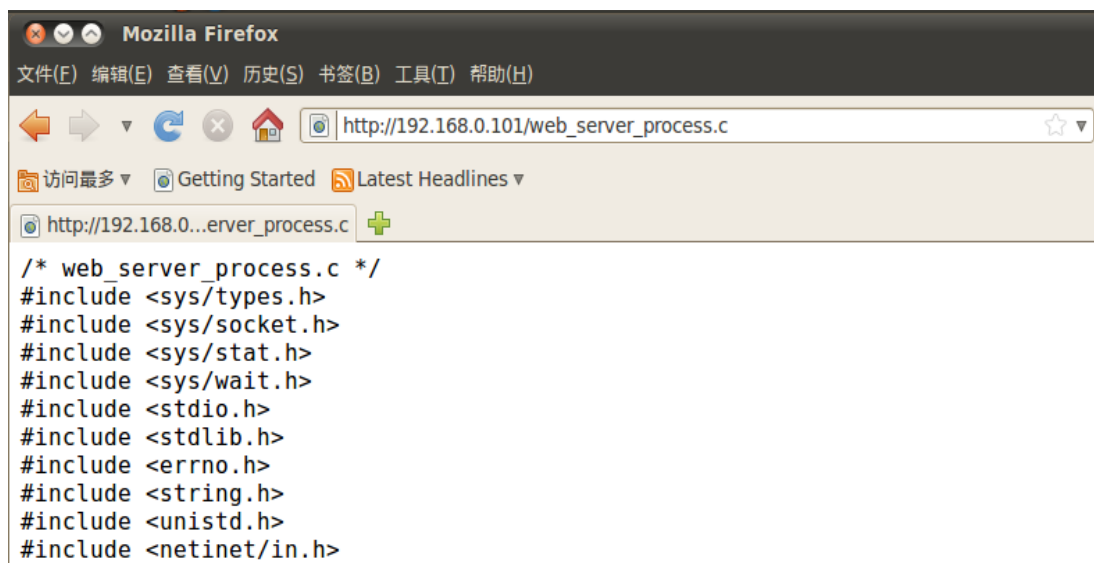 Mozilla Firefox
文件(F) 编辑(E) 查看(V) 历史(S) 书签(B) 工具(T) 帮助(H)
http://192.168.0.101/web_server_process.c
访问最多 Getting Started Latest Headlines
http://192.168.0...erver_process.c
/* web_server_process.c */
#include <sys/types.h>
#include <sys/socket.h>
#include <sys/stat.h>
#include <sys/wait.h>
#include <stdio.h>
#include <stdlib.h>
#include <errno.h>
#include <string.h>
#include <unistd.h>
#include <netinet/in.h>